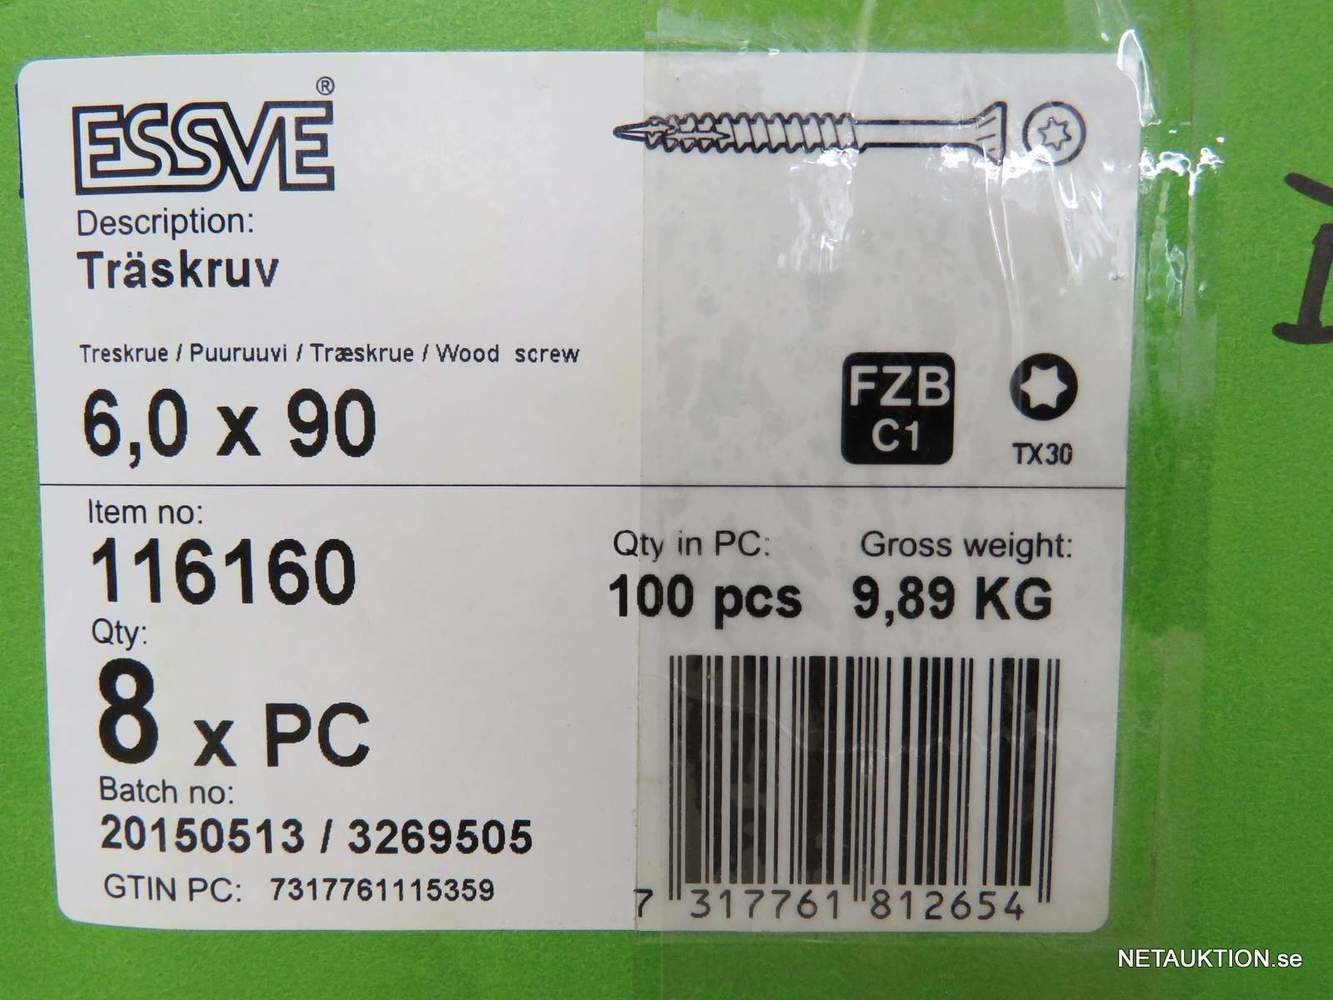 ESSVE®
Description:
Träskruv
Treskrue / Puuruuvi / Træskrue / Wood screw
6,0 x 90
FZB
C1
TX30
Item no:
116160
Qty in PC:
100 pcs
Gross weight:
9,89 KG
Qty:
8 x PC
Batch no:
20150513 / 3269505
GTIN PC: 7317761115359
7 317761 812654
NETAUKTION.se